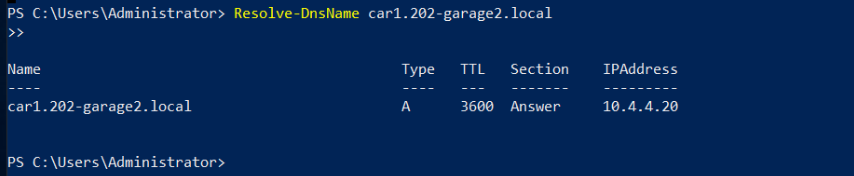 PS C:\Users\Administrator> Resolve-DnsName car1.202-garage2.local
>>
Name Type TTL Section IPAddress
---- ---- --- ------- ---------
car1.202-garage2.local A 3600 Answer 10.4.4.20
PS C:\Users\Administrator>